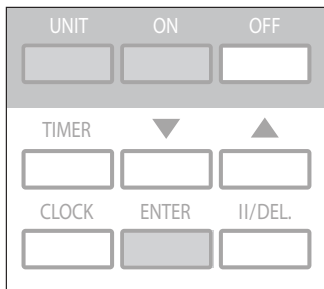 UNIT ON OFF
TIMER ▼ ▲
CLOCK ENTER II/DEL.